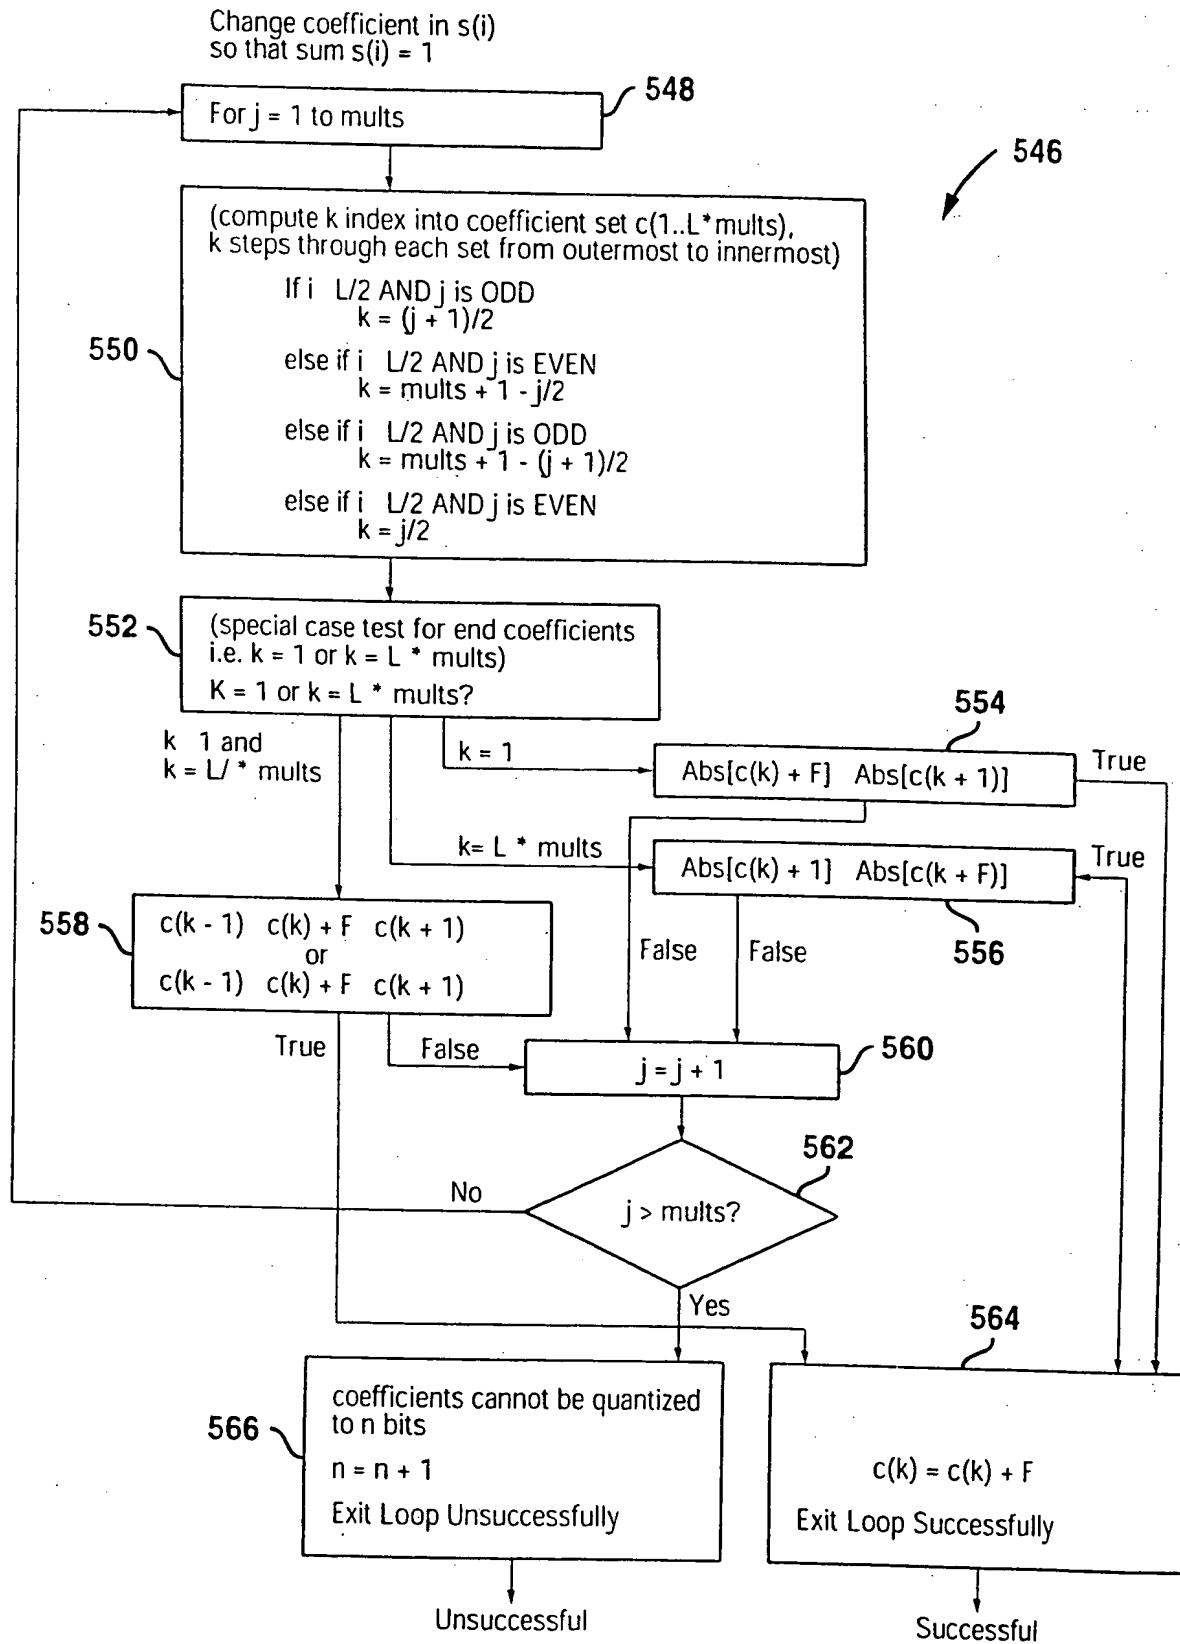 Change coefficient in s(i)
so that sum s(i) = 1
548
For j = 1 to mults
546
(compute k index into coefficient set c(1..L*mults),
k steps through each set from outermost to innermost)
If i L/2 AND j is ODD
k = (j + 1)/2
550
else if i L/2 AND j is EVEN
k = mults + 1 - j/2
else if i L/2 AND j is ODD
k = mults + 1 - (j + 1)/2
else if i L/2 AND j is EVEN
k = j/2
552
(special case test for end coefficients
i.e. k = 1 or k = L * mults)
K = 1 or k = L * mults?
554
k 1 and
k = L/ * mults
k = 1
Abs[c(k) + F] Abs[c(k + 1)]
True
k= L * mults
Abs[c(k) + 1] Abs[c(k + F)]
True
556
558
c(k - 1) c(k) + F c(k + 1)
or
c(k - 1) c(k) + F c(k + 1)
False
False
True
False
560
j = j + 1
562
No
j > mults?
Yes
564
566
coefficients cannot be quantized
to n bits
n = n + 1
Exit Loop Unsuccessfully
c(k) = c(k) + F
Exit Loop Successfully
Unsuccessful
Successful